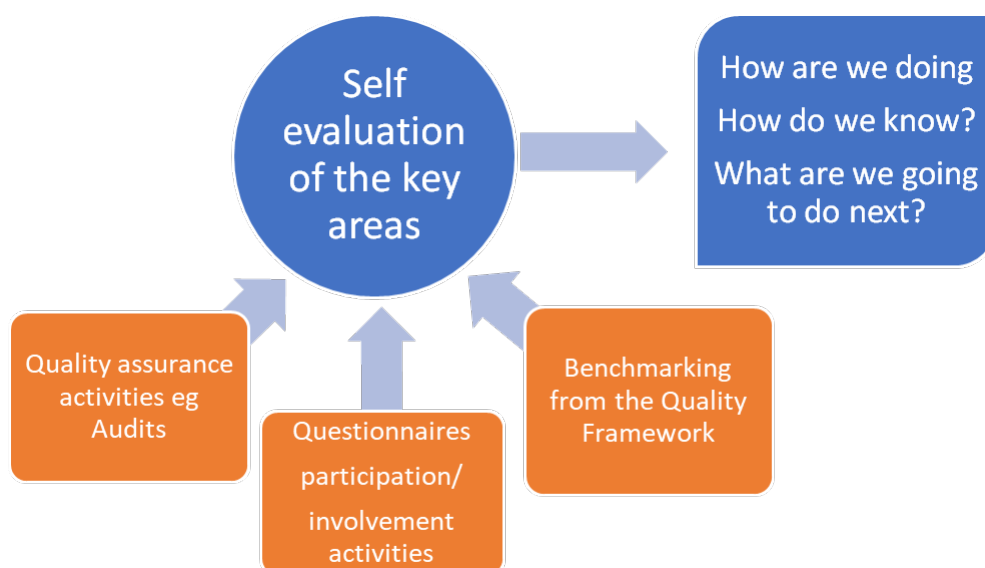 Self
evaluation
of the key
areas
How are we doing
How do we know?
What are we going
to do next?
Quality assurance
activities eg
Audits
Questionnaires
participation/
involvement
activities
Benchmarking
from the Quality
Framework